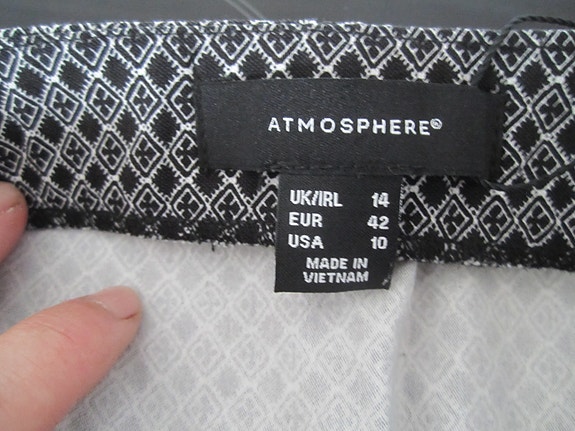 ATMOSPHERE®
UK/IRL 14
EUR 42
USA 10
MADE IN
VIETNAM